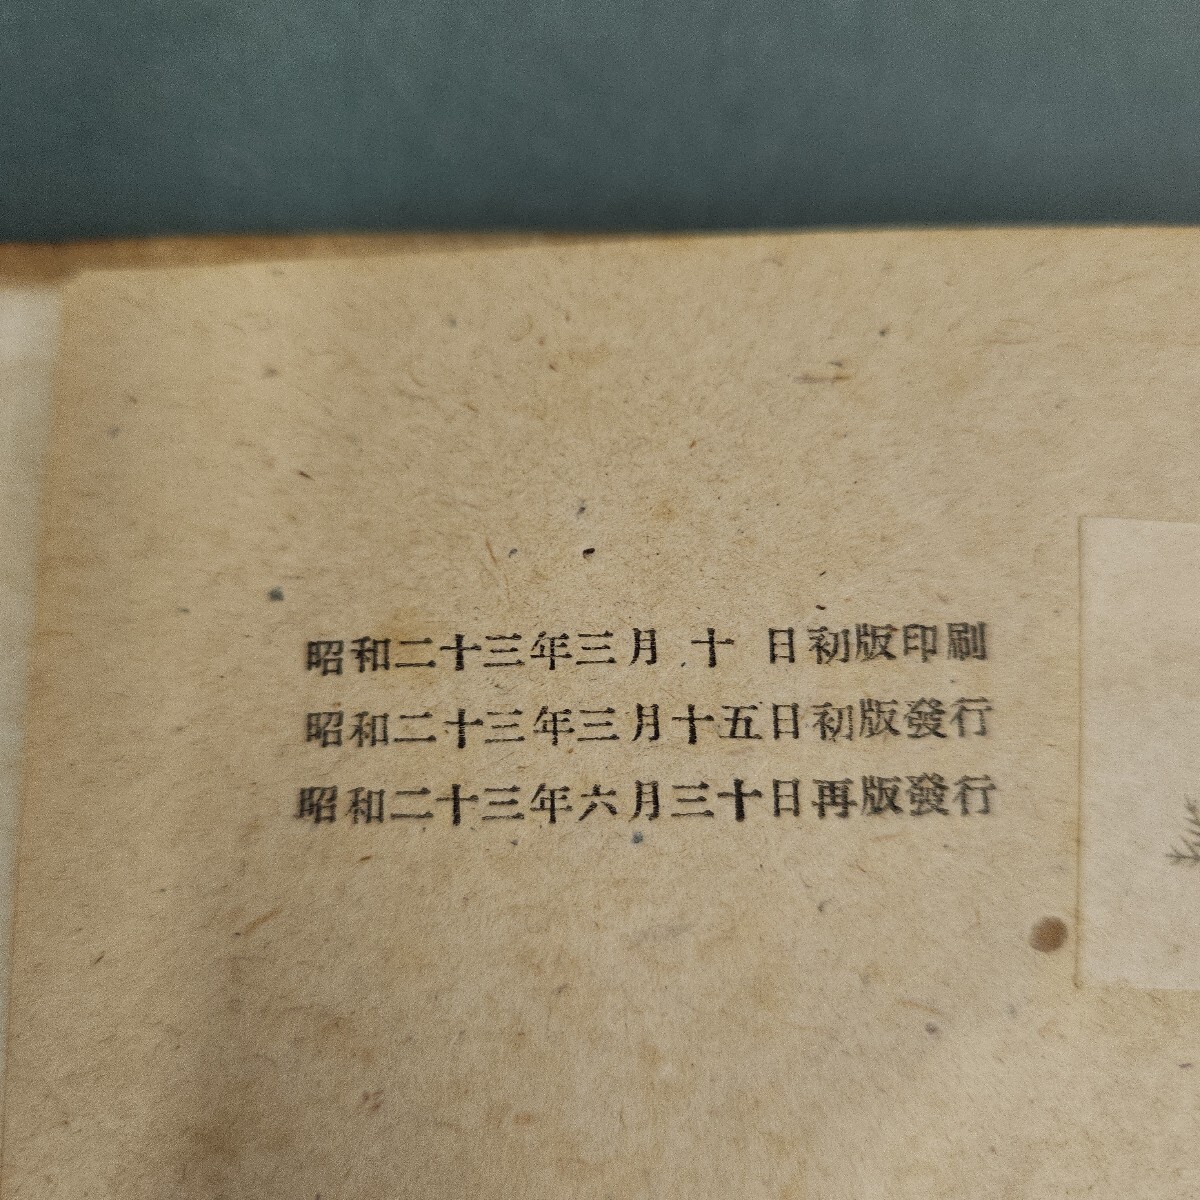 昭和二十三年三月十日初版印刷
昭和二十三年三月十五日初版發行
昭和二十三年六月三十日再版發行